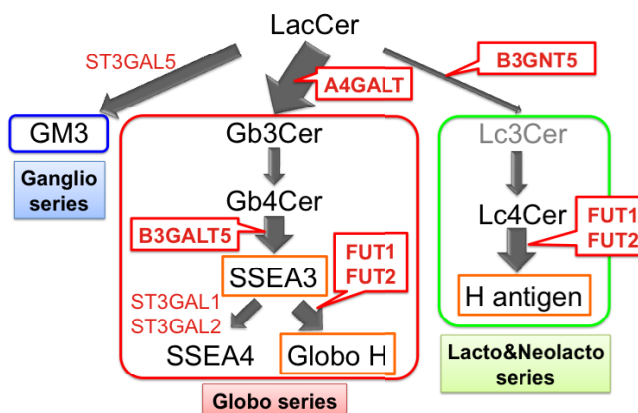 LacCer
ST3GAL5
A4GALT
B3GNT5
GM3
Ganglio
series
Gb3Cer
Gb4Cer
B3GALT5
SSEA3
FUT1
FUT2
ST3GAL1
ST3GAL2
SSEA4
Globo H
Globo series
Lc3Cer
Lc4Cer
FUT1
FUT2
H antigen
Lacto&Neolacto
series